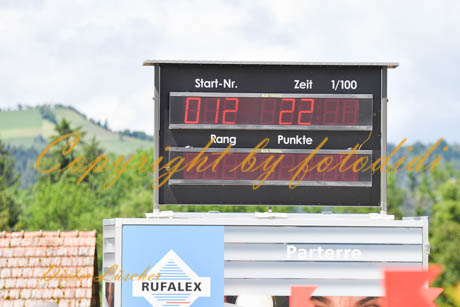 Start-Nr. Zeit 1/100
012 22
Rang Punkte
Copyright by fotodidi
Parterre
RUFALEX